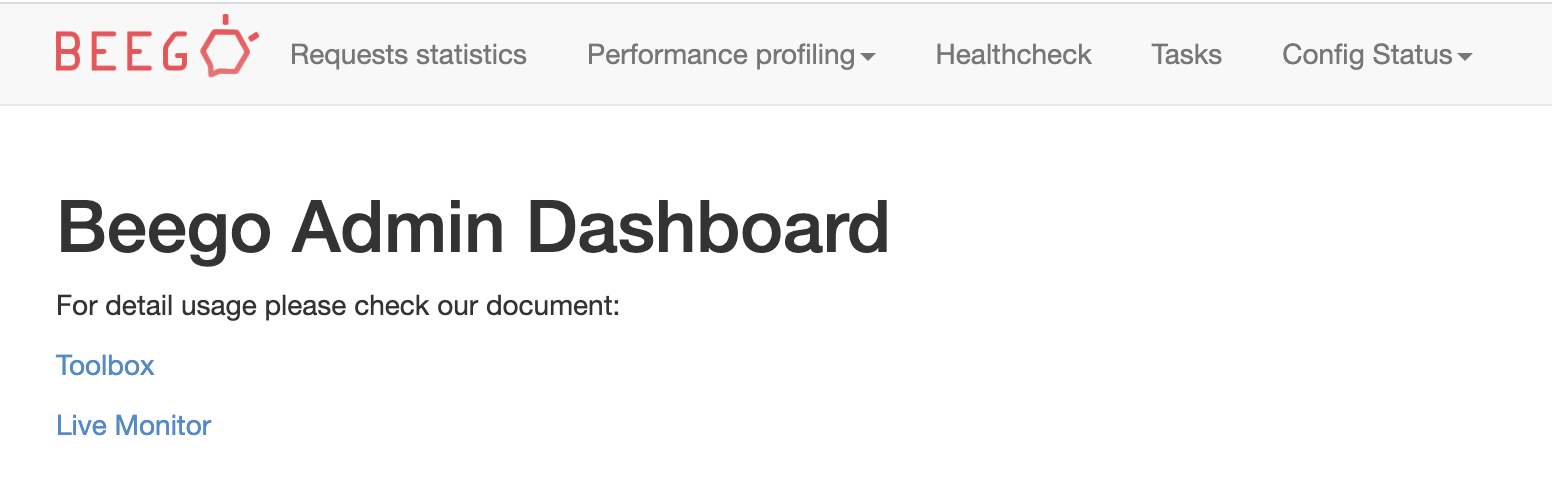 BEEGO Requests statistics Performance profiling Healthcheck Tasks Config Status
Beego Admin Dashboard
For detail usage please check our document:
Toolbox
Live Monitor